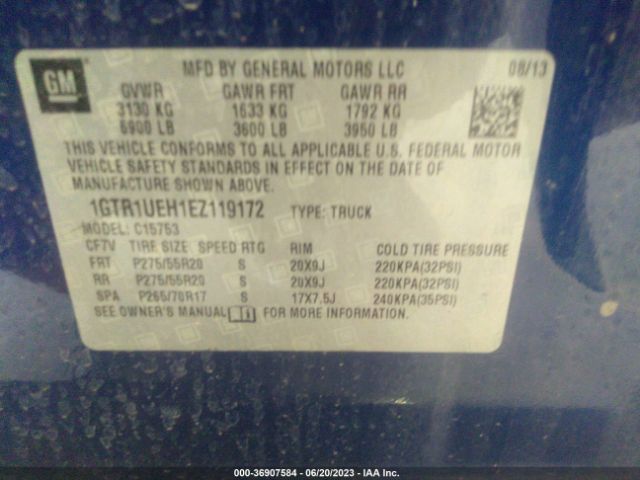 GM
MFD BY GENERAL MOTORS LLC 08/13
GVWR GAWR FRT GAWR RR
3130 KG 1633 KG 1792 KG
6900 LB 3600 LB 3950 LB
THIS VEHICLE CONFORMS TO ALL APPLICABLE U.S. FEDERAL MOTOR
VEHICLE SAFETY STANDARDS IN EFFECT ON THE DATE OF
MANUFACTURE SHOWN ABOVE.
1GTR1UEH1EZ119172 TYPE: TRUCK
MODEL: C15753
CF7V TIRE SIZE SPEED RTG RIM COLD TIRE PRESSURE
FRT P275/55R20 S 20X9J 220KPA(32PSI)
RR P275/55R20 S 20X9J 220KPA(32PSI)
SPA P265/70R17 S 17X7.5J 240KPA(35PSI)
SEE OWNER'S MANUAL FOR MORE INFORMATION.
000-36907584 - 06/20/2023 - IAA Inc.